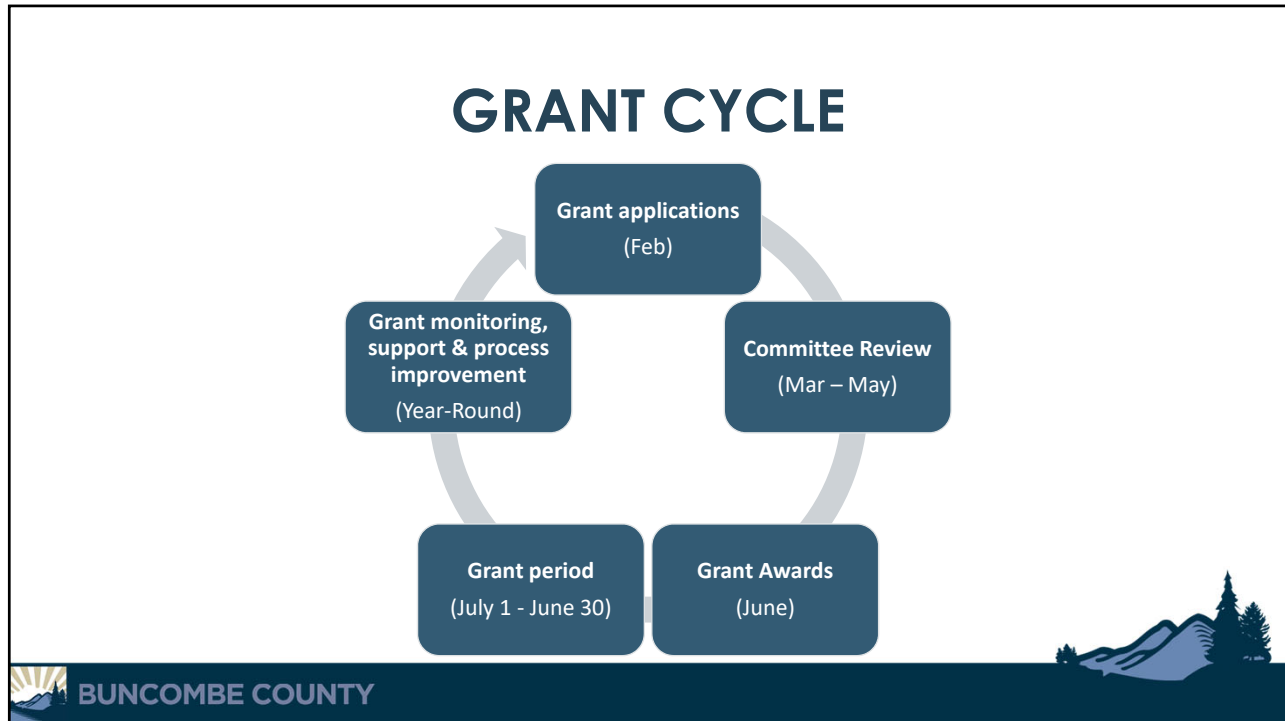 GRANT CYCLE
Grant applications
(Feb)
Committee Review
(Mar – May)
Grant Awards
(June)
Grant period
(July 1 - June 30)
Grant monitoring,
support & process
improvement
(Year-Round)
BUNCOMBE COUNTY